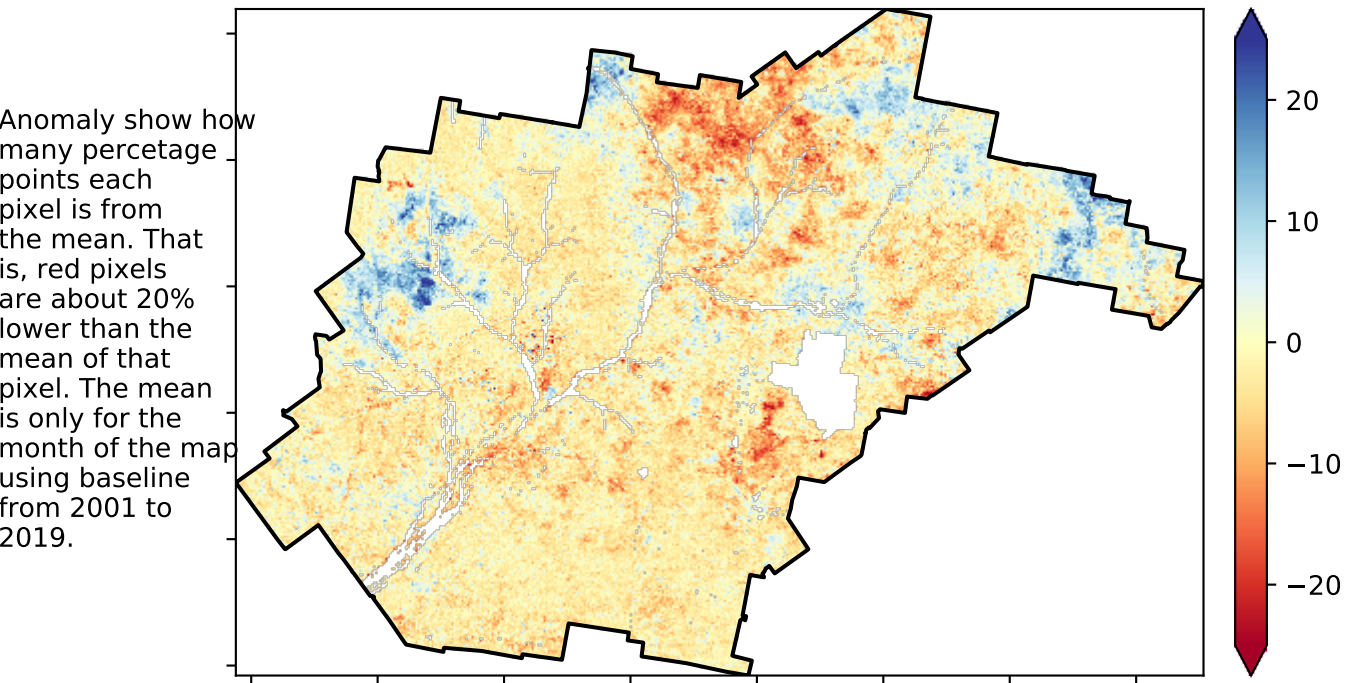 Anomaly show how
many percetage
points each
pixel is from
the mean. That
is, red pixels
are about 20%
lower than the
mean of that
pixel. The mean
is only for the
month of the map
using baseline
from 2001 to
2019.
20
10
0
−10
−20